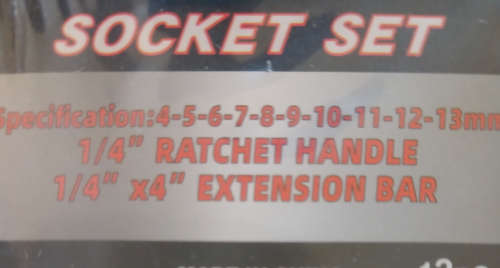 SOCKET SET
Specification:4-5-6-7-8-9-10-11-12-13mm
1/4" RATCHET HANDLE
1/4" x4" EXTENSION BAR